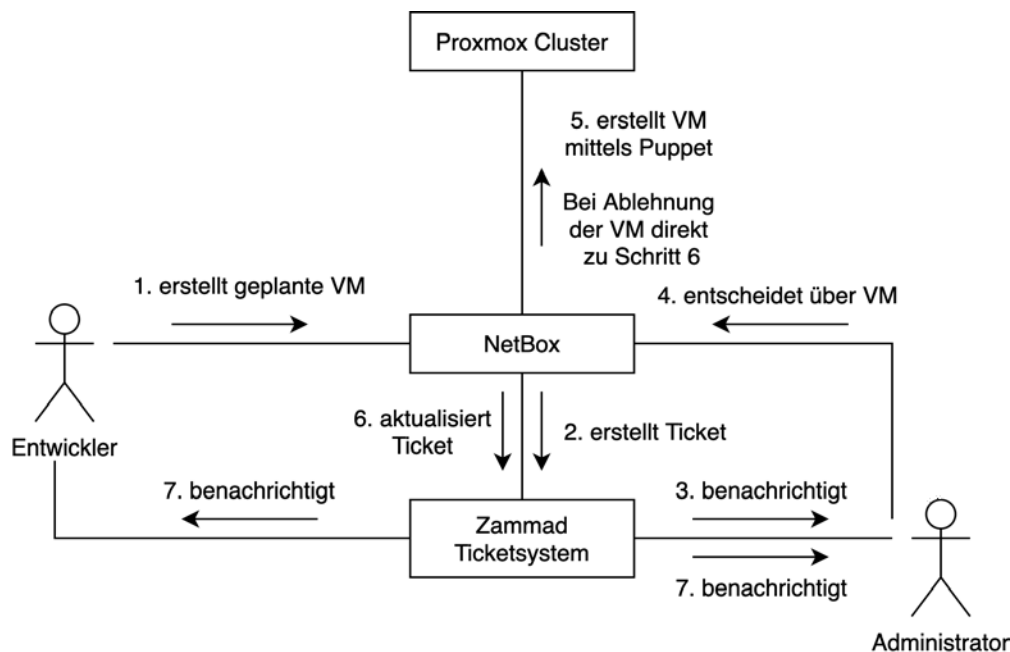 Proxmox Cluster
5. erstellt VM
mittels Puppet
Bei Ablehnung
der VM direkt
zu Schritt 6
1. erstellt geplante VM
4. entscheidet über VM
NetBox
6. aktualisiert
Ticket
2. erstellt Ticket
Entwickler
7. benachrichtigt
3. benachrichtigt
Zammad
Ticketsystem
7. benachrichtigt
Administrator